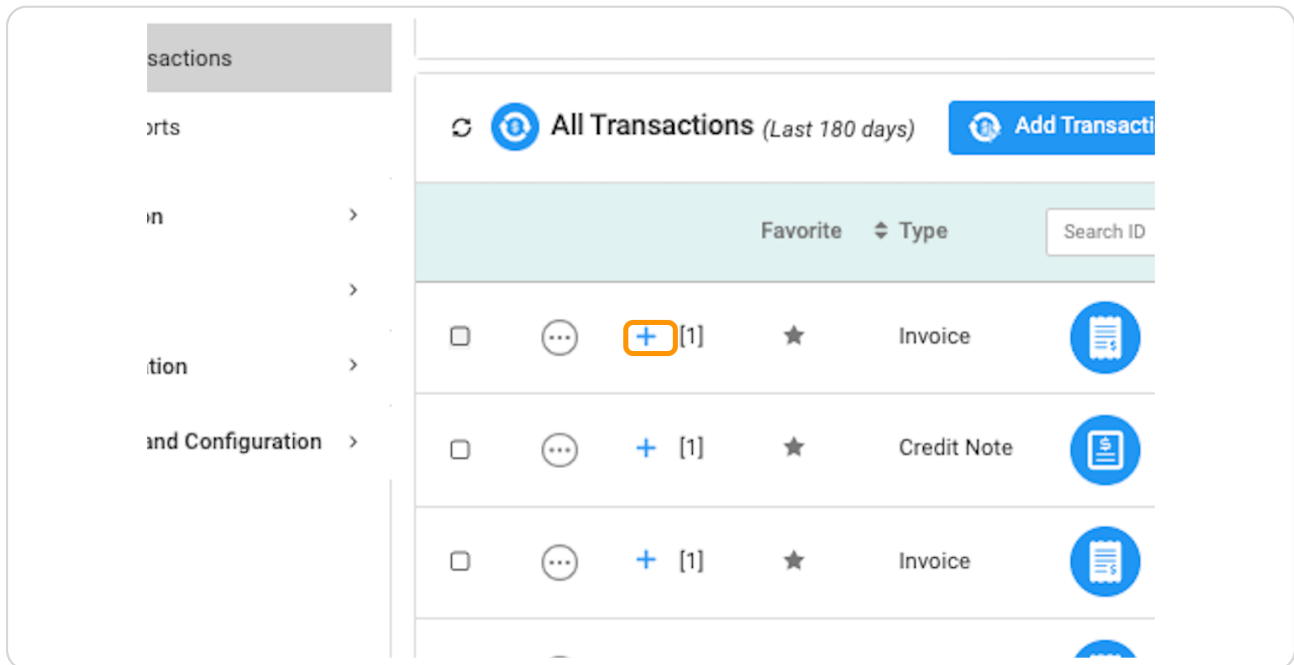 sactions
orts
on
tion
and Configuration
All Transactions (Last 180 days)
Add Transacti
Favorite Type Search ID
[1] Invoice
[1] Credit Note
[1] Invoice